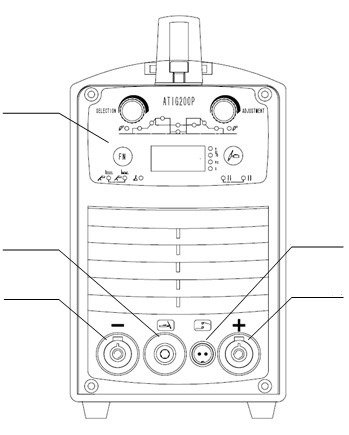 ATIG200P
SELECTION
ADJUSTMENT
FN
− +